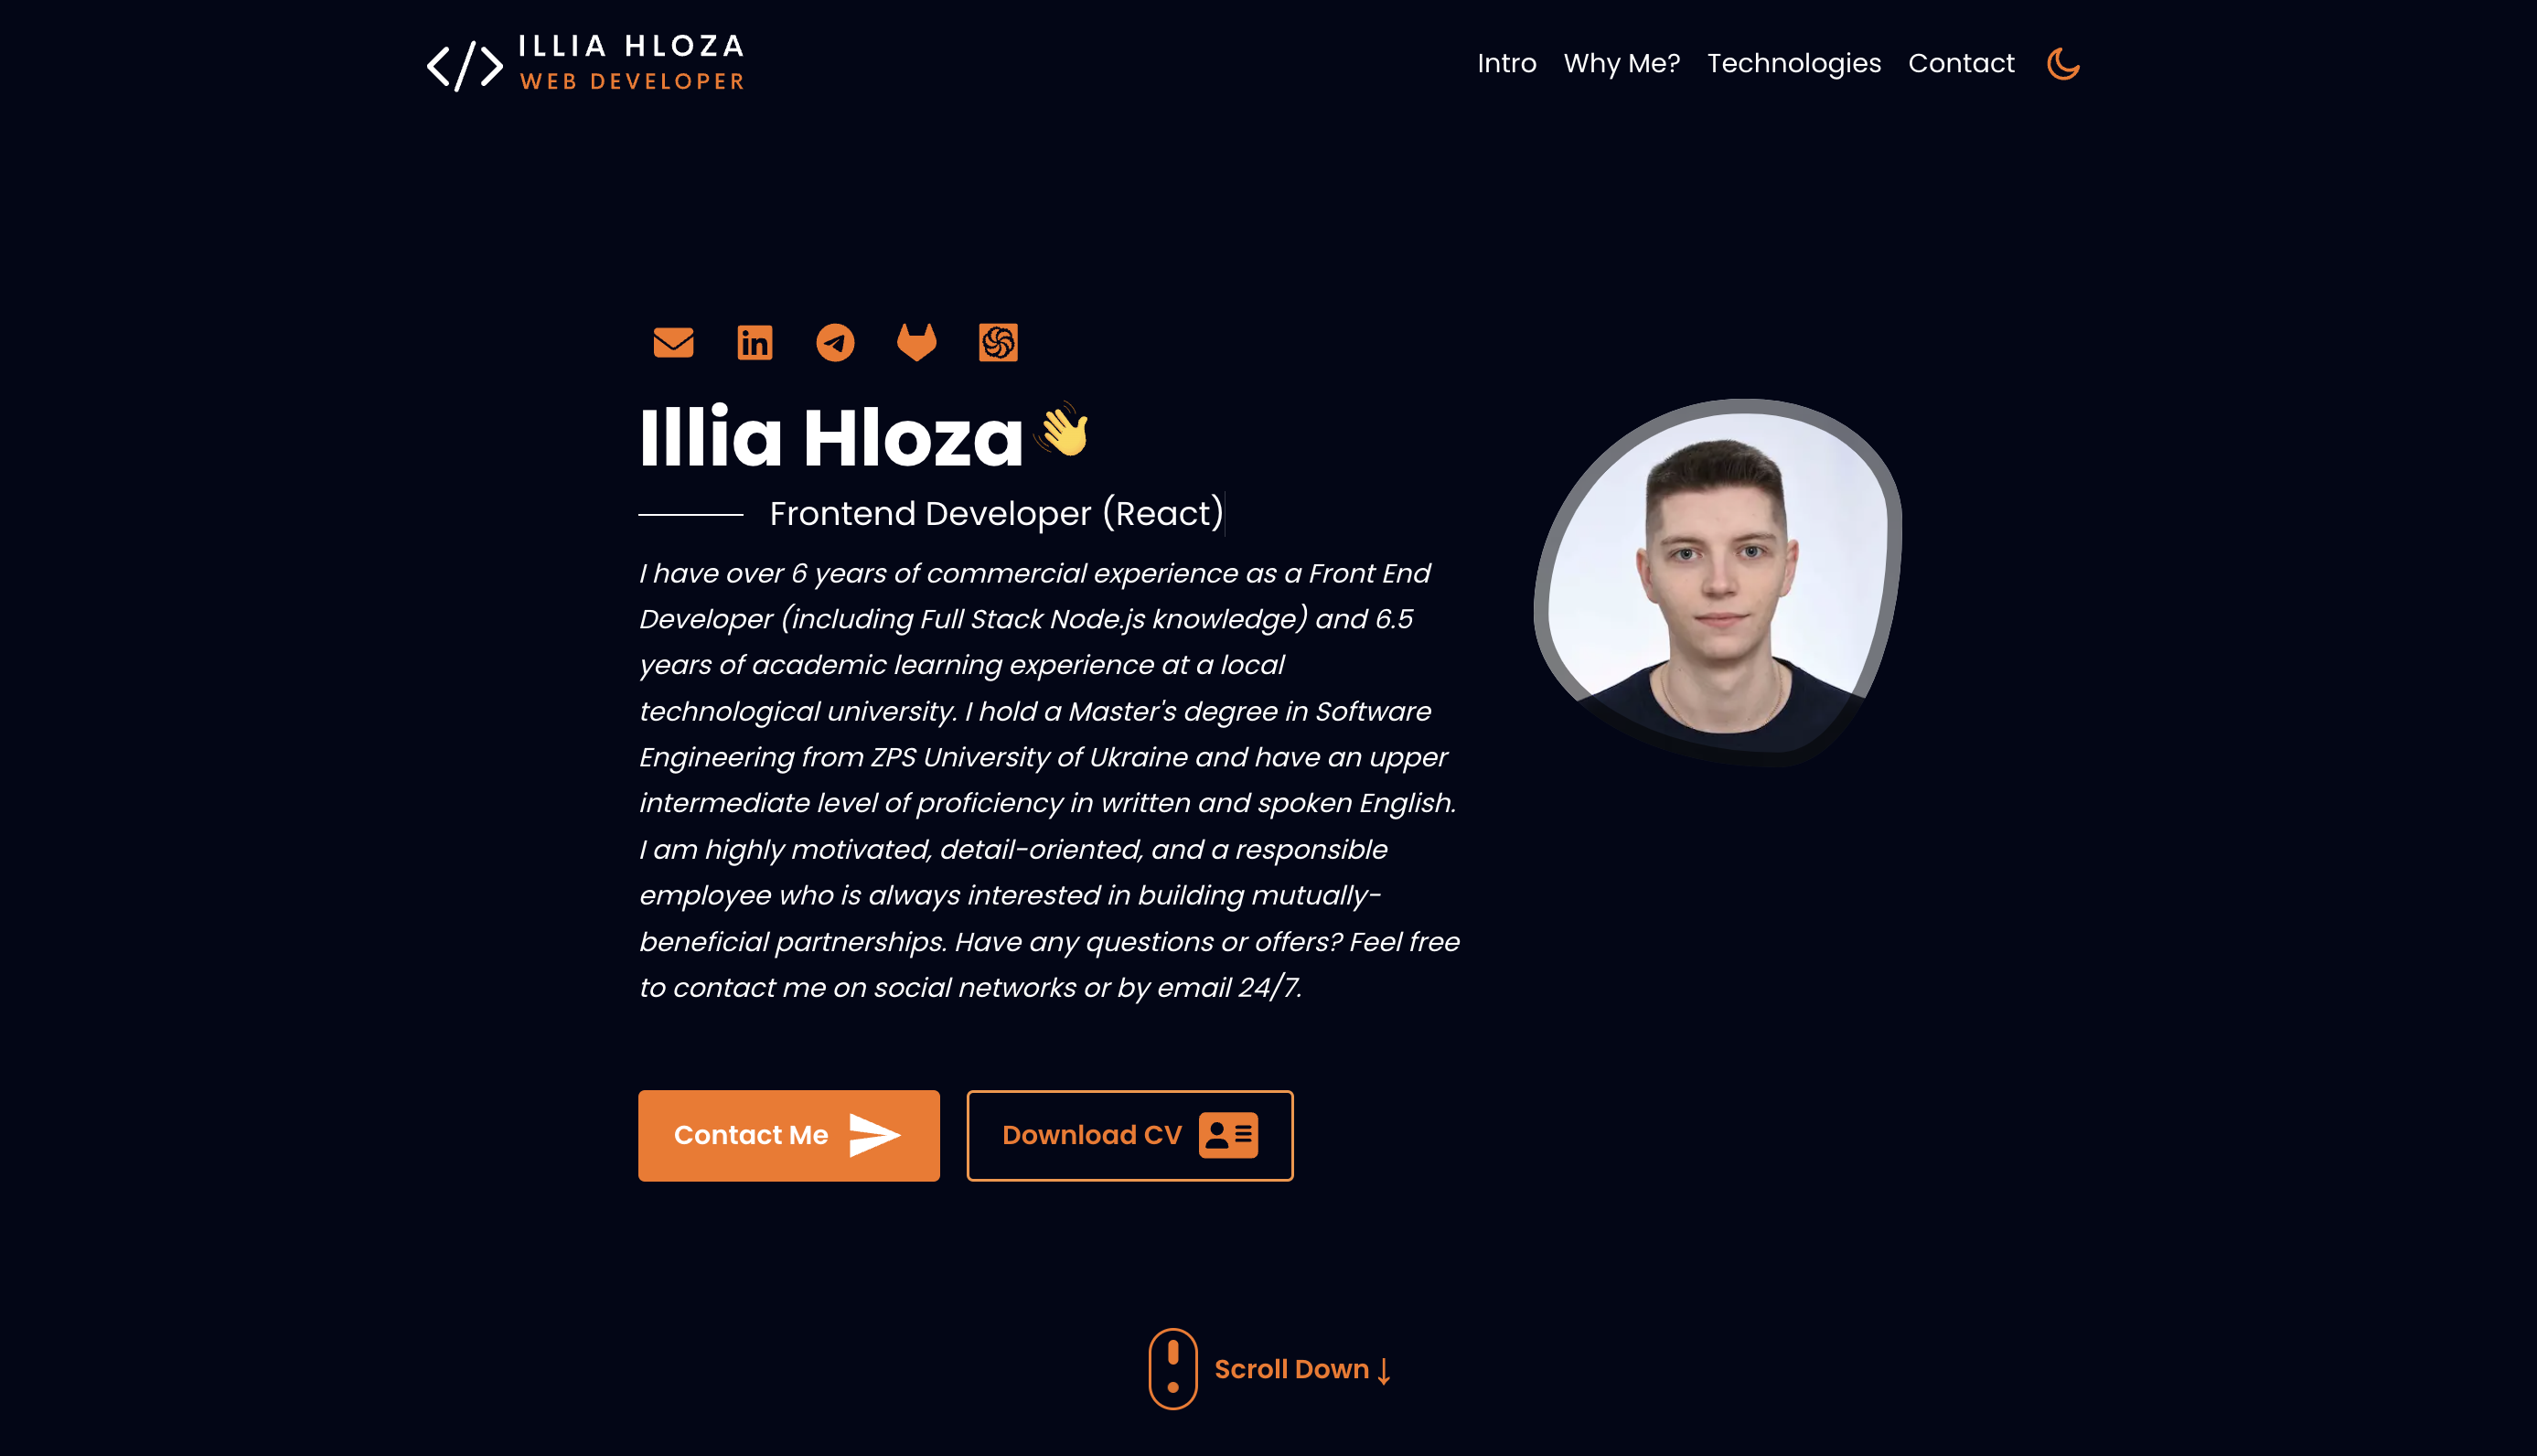 ILLIA HLOZA
WEB DEVELOPER
Intro Why Me? Technologies Contact
in
Illia Hloza
Frontend Developer (React)
I have over 6 years of commercial experience as a Front End
Developer (including Full Stack Node.js knowledge) and 6.5
years of academic learning experience at a local
technological university. I hold a Master's degree in Software
Engineering from ZPS University of Ukraine and have an upper
intermediate level of proficiency in written and spoken English.
I am highly motivated, detail-oriented, and a responsible
employee who is always interested in building mutually-
beneficial partnerships. Have any questions or offers? Feel free
to contact me on social networks or by email 24/7.
Contact Me Download CV
Scroll Down ↓